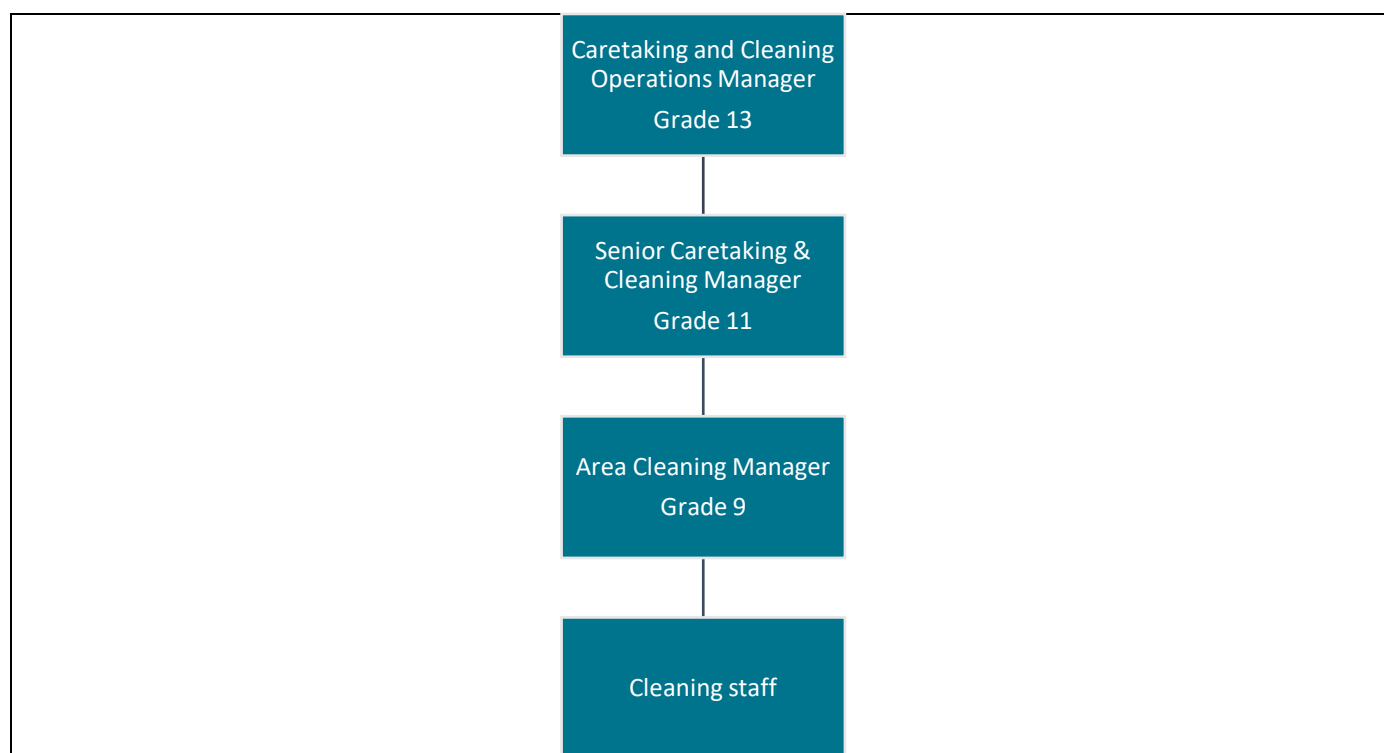 Caretaking and Cleaning
Operations Manager
Grade 13
Senior Caretaking &
Cleaning Manager
Grade 11
Area Cleaning Manager
Grade 9
Cleaning staff